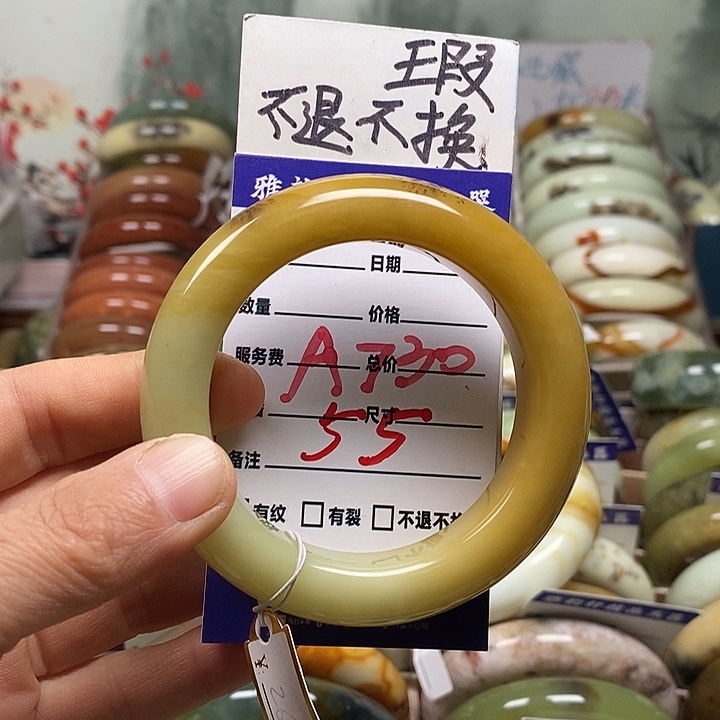 瑕
不退不换
雅
日期
数量 价格
服务费 A730 总价
55 尺寸
备注
有纹 □有裂 □不退不